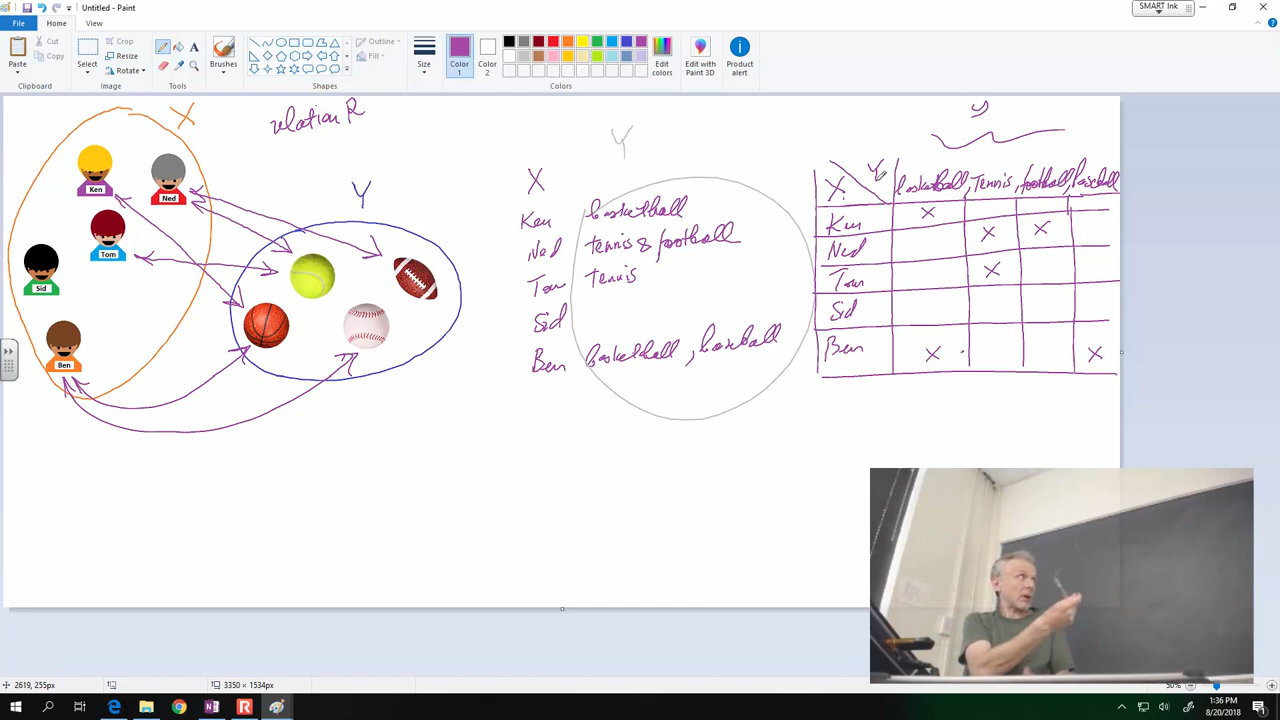 Untitled - Paint
SMART Ink
File Home View
Paste
Cut
Copy
Clipboard
Select
Crop
Resize
Rotate
Image
A
Tools
Brushes
Outline
Fill
Shapes
Size
Color 1
Color 2
Edit colors
Colors
Edit with Paint 3D
Product alert
X
relation R
Ken
Ned
Tom
Sid
Ben
Y
Y
X
Ken basketball
Ned tennis & football
Tom tennis
Sid
Ben basketball, baseball
y
X Y basketball, Tennis, football, baseball
Ken X
Ned X X
Tom X
Sid
Ben X X
2619, 255px
3350 × 1534px
50%
1:36 PM
8/20/2018